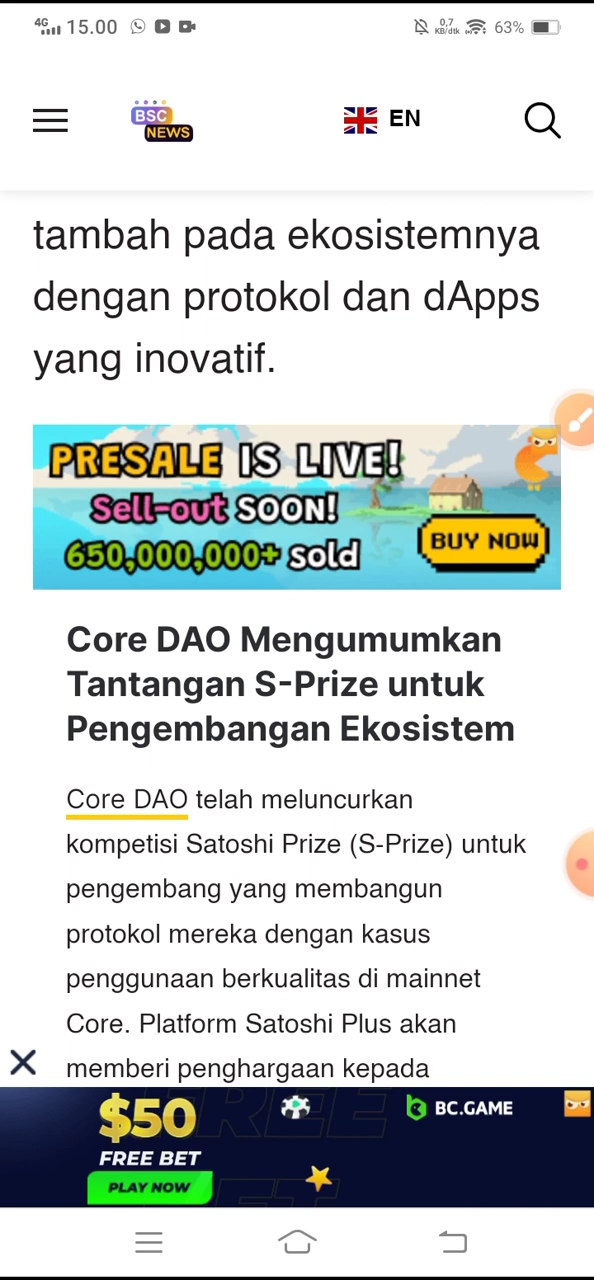 4G 15.00 0,7 KB/dtk 63%
BSC NEWS
EN
tambah pada ekosistemnya
dengan protokol dan dApps
yang inovatif.
PRESALE IS LIVE!
Sell-out SOON!
650,000,000+ sold
BUY NOW
Core DAO Mengumumkan
Tantangan S-Prize untuk
Pengembangan Ekosistem
Core DAO telah meluncurkan
kompetisi Satoshi Prize (S-Prize) untuk
pengembang yang membangun
protokol mereka dengan kasus
penggunaan berkualitas di mainnet
Core. Platform Satoshi Plus akan
memberi penghargaan kepada
FREE
BET
$50
FREE BET
PLAY NOW
BC.GAME